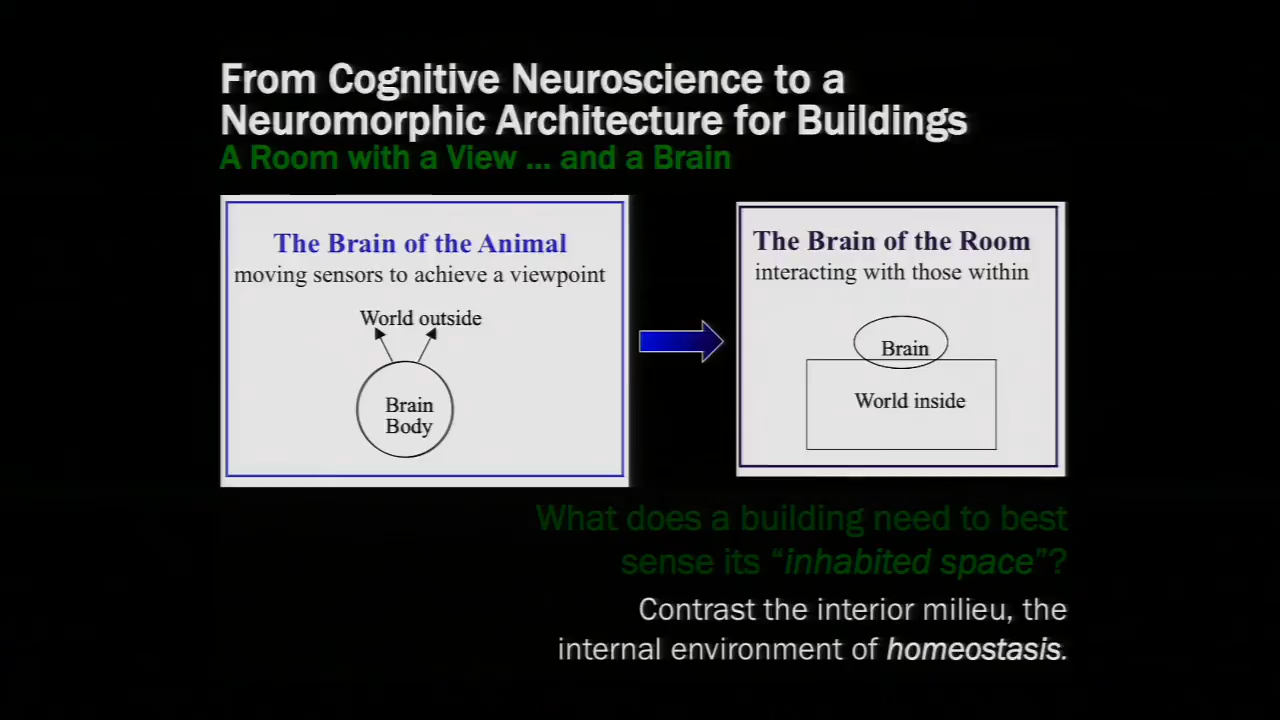 From Cognitive Neuroscience to a
Neuromorphic Architecture for Buildings
A Room with a View ... and a Brain
The Brain of the Animal
moving sensors to achieve a viewpoint
World outside
Brain
Body
The Brain of the Room
interacting with those within
Brain
World inside
What does a building need to best
sense its “inhabited space”?
Contrast the interior milieu, the
internal environment of homeostasis.